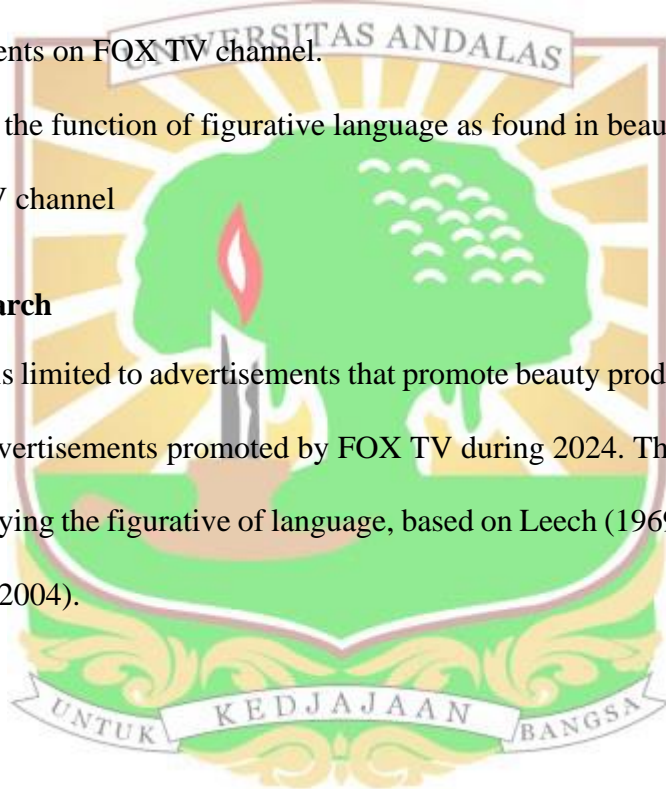 UNIVERSITAS ANDALAS
ents on FOX TV channel.
the function of figurative language as found in beau
V channel
arch
is limited to advertisements that promote beauty prod
vertisements promoted by FOX TV during 2024. Th
ying the figurative of language, based on Leech (1969
2004).
UNTUK KEDJAJAAN BANGSA